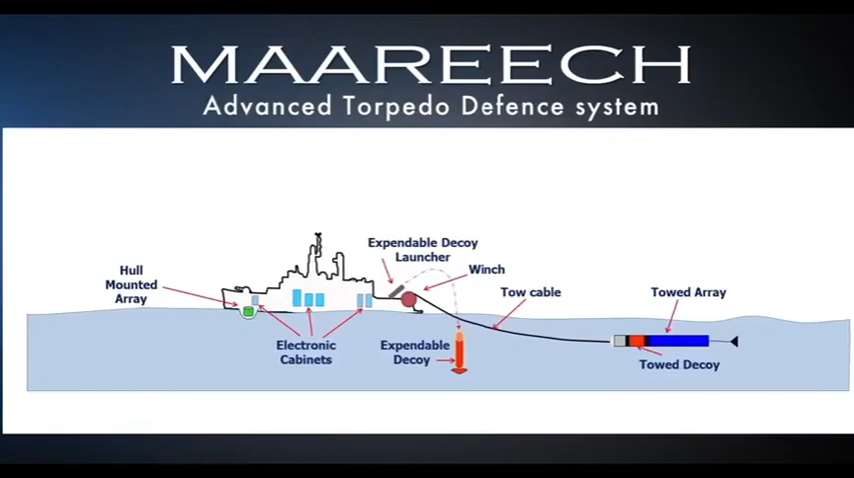 MAAREECH
Advanced Torpedo Defence system
Expendable Decoy
Launcher
Hull
Mounted
Array
Winch
Tow cable
Towed Array
Electronic
Cabinets
Expendable
Decoy
Towed Decoy